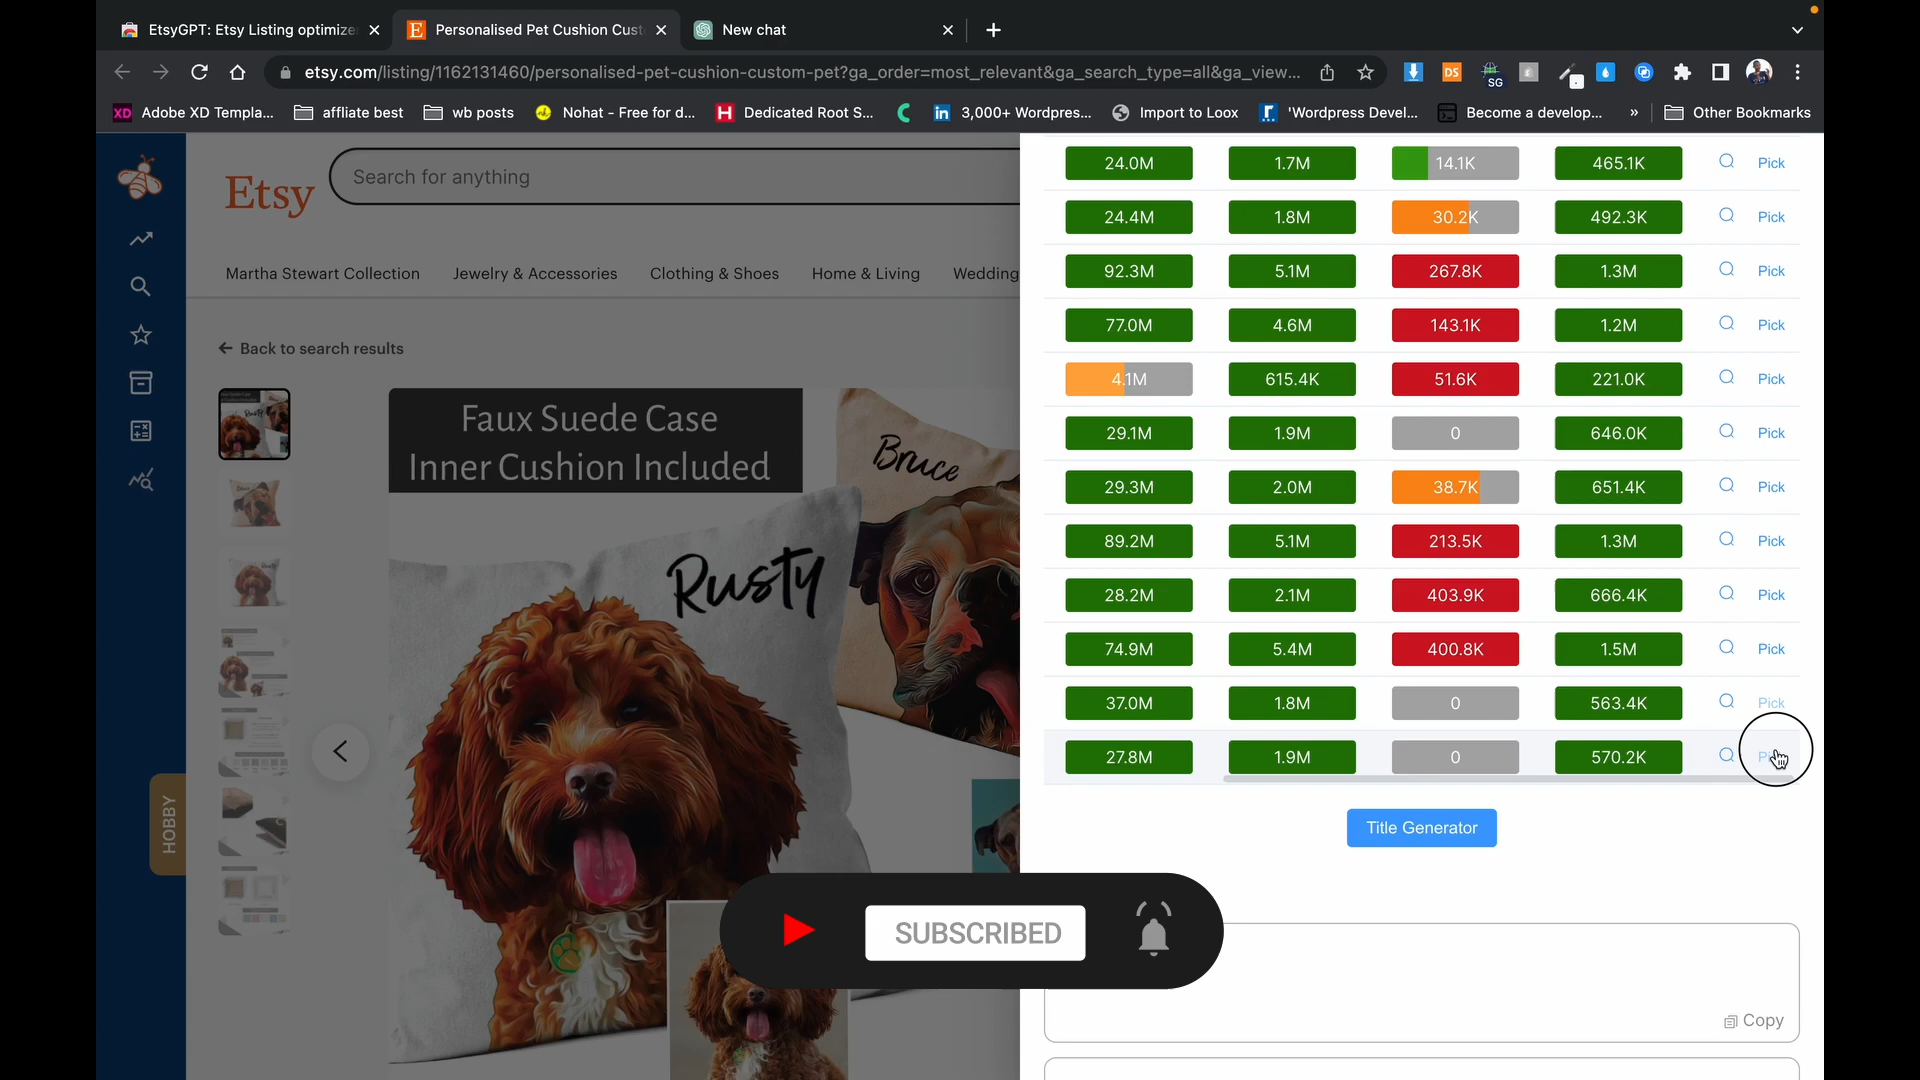 EtsyGPT: Etsy Listing optimize
Personalised Pet Cushion Cust
New chat
etsy.com/listing/1162131460/personalised-pet-cushion-custom-pet?ga_order=most_relevant&ga_search_type=all&ga_view...
DS
SG
XD Adobe XD Templa...
affliate best
wb posts
Nohat - Free for d...
H Dedicated Root S...
in 3,000+ Wordpres...
Import to Loox
'Wordpress Devel...
Become a develop...
»
Other Bookmarks
Etsy
Search for anything
Martha Stewart Collection
Jewelry & Accessories
Clothing & Shoes
Home & Living
Wedding
Back to search results
Faux Suede Case
Inner Cushion Included
Bruce
Rusty
HOBBY
24.0M 1.7M 14.1K 465.1K Pick
24.4M 1.8M 30.2K 492.3K Pick
92.3M 5.1M 267.8K 1.3M Pick
77.0M 4.6M 143.1K 1.2M Pick
4.1M 615.4K 51.6K 221.0K Pick
29.1M 1.9M 0 646.0K Pick
29.3M 2.0M 38.7K 651.4K Pick
89.2M 5.1M 213.5K 1.3M Pick
28.2M 2.1M 403.9K 666.4K Pick
74.9M 5.4M 400.8K 1.5M Pick
37.0M 1.8M 0 563.4K Pick
27.8M 1.9M 0 570.2K
Title Generator
SUBSCRIBED
Copy